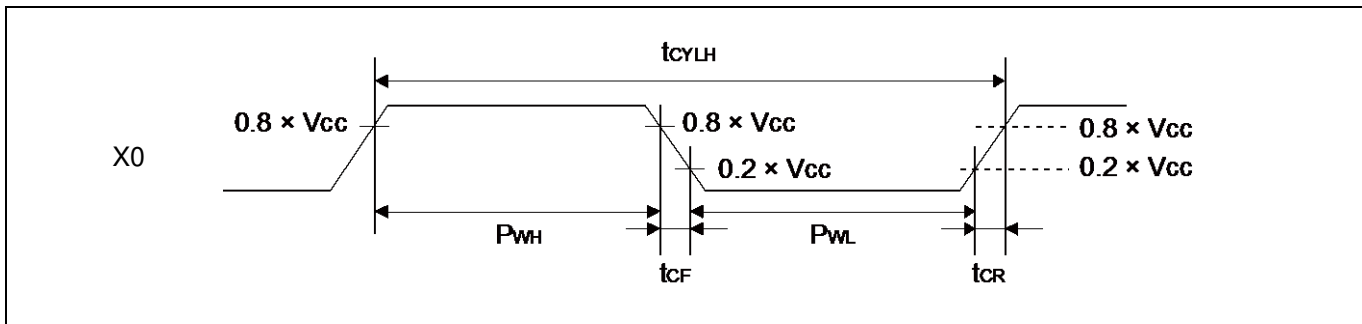 tCYLH
0.8 × VCC
0.8 × VCC
0.8 × VCC
X0
0.2 × VCC
0.2 × VCC
PWH
PWL
tCF
tCR